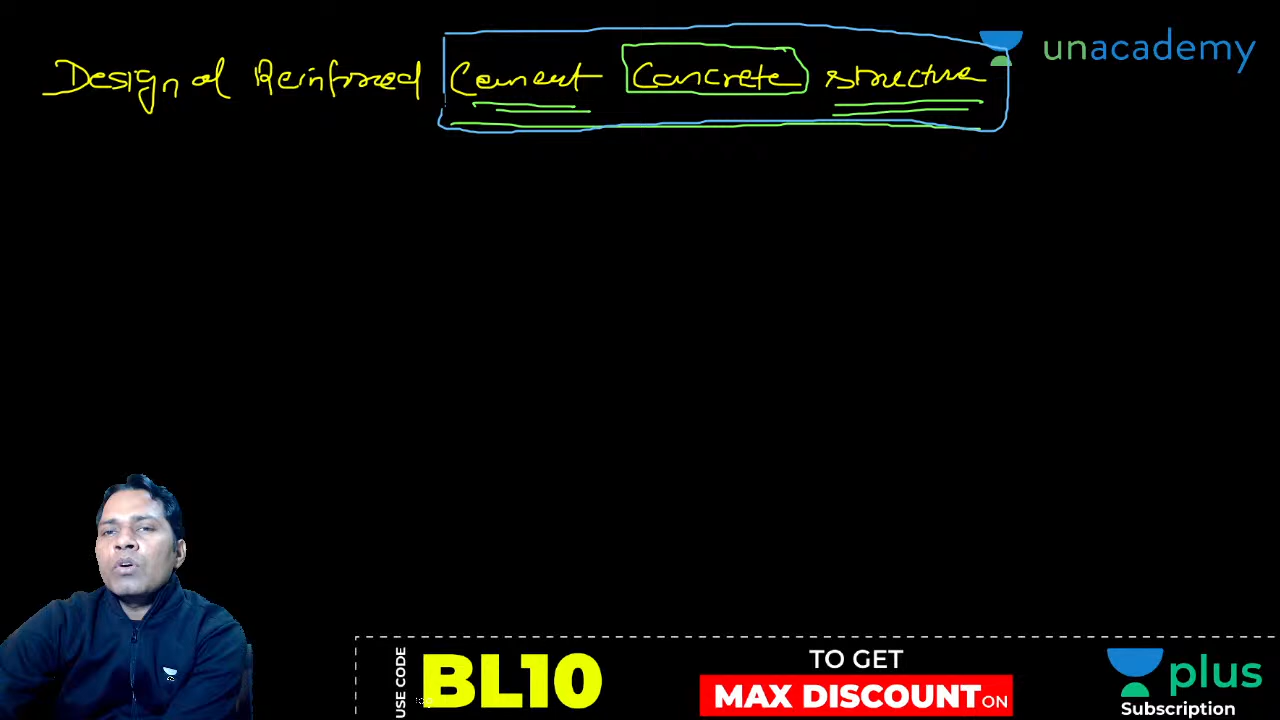 Design of Reinforced Cement Concrete structure
unacademy
USE CODE
BL10
TO GET
MAX DISCOUNT ON
plus
Subscription